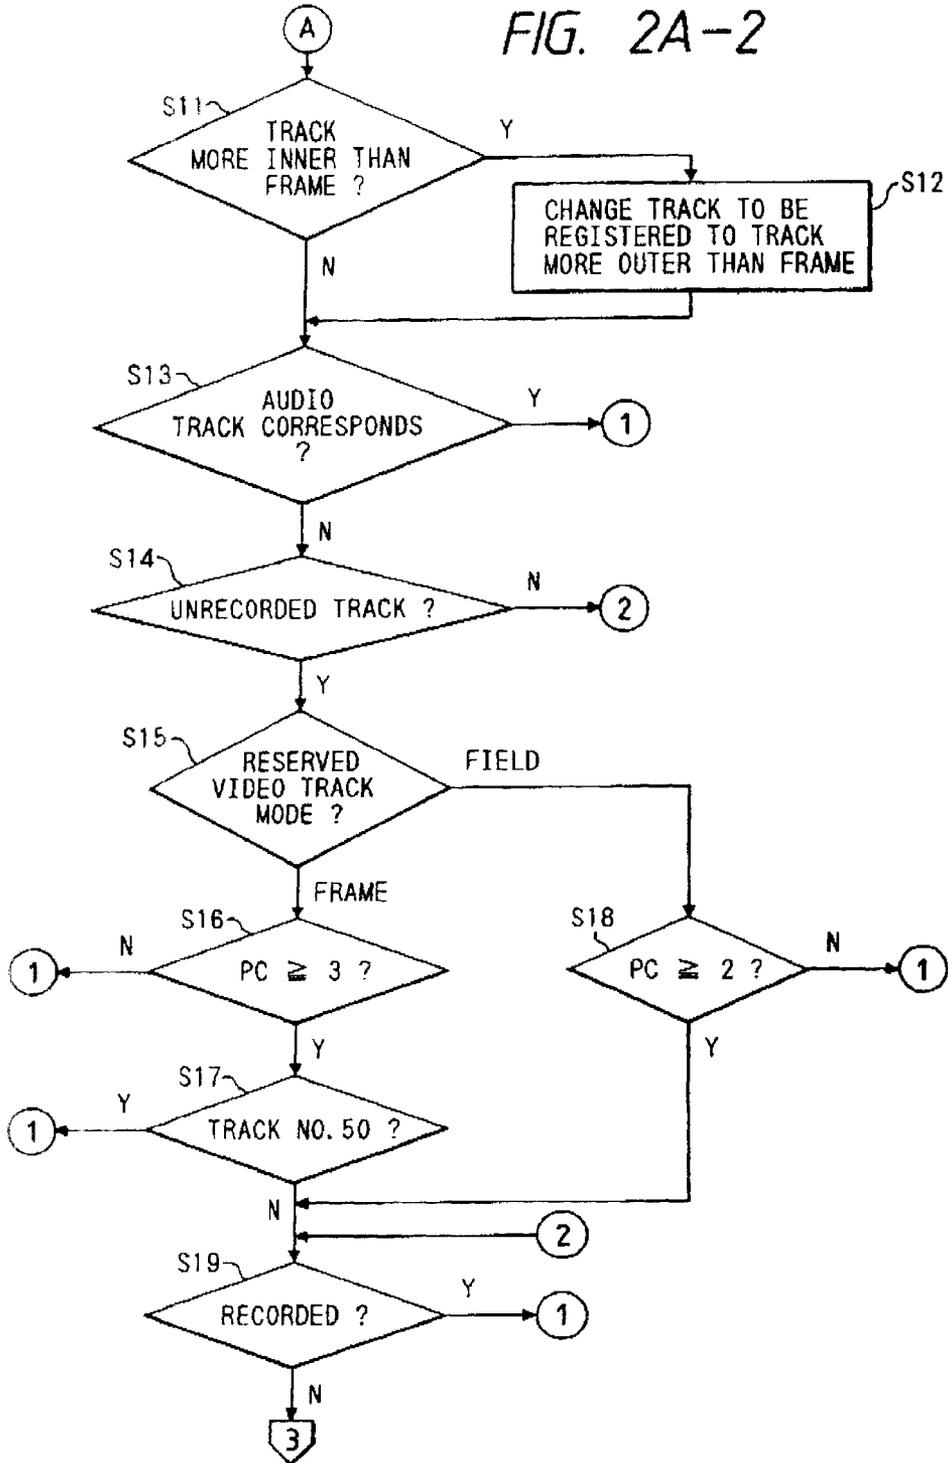 FIG. 2A-2
A
S11
TRACK
MORE INNER THAN
FRAME ?
Y
S12
CHANGE TRACK TO BE
REGISTERED TO TRACK
MORE OUTER THAN FRAME
N
S13
AUDIO
TRACK CORRESPONDS
?
Y
1
N
S14
UNRECORDED TRACK ?
N
2
Y
S15
RESERVED
VIDEO TRACK
MODE ?
FIELD
FRAME
S16
PC ≧ 3 ?
N
1
S18
PC ≧ 2 ?
N
1
Y
Y
S17
TRACK NO. 50 ?
Y
1
N
2
S19
RECORDED ?
Y
1
N
3